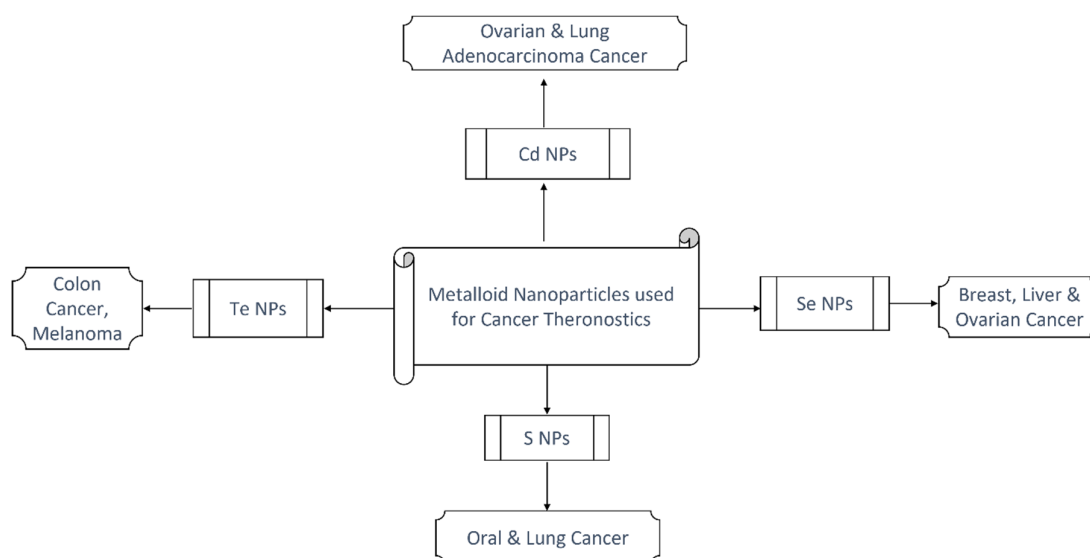 Ovarian & Lung
Adenocarcinoma Cancer
Cd NPs
Metalloid Nanoparticles used
for Cancer Theronostics
Colon
Cancer,
Melanoma
Te NPs
Se NPs
Breast, Liver &
Ovarian Cancer
S NPs
Oral & Lung Cancer